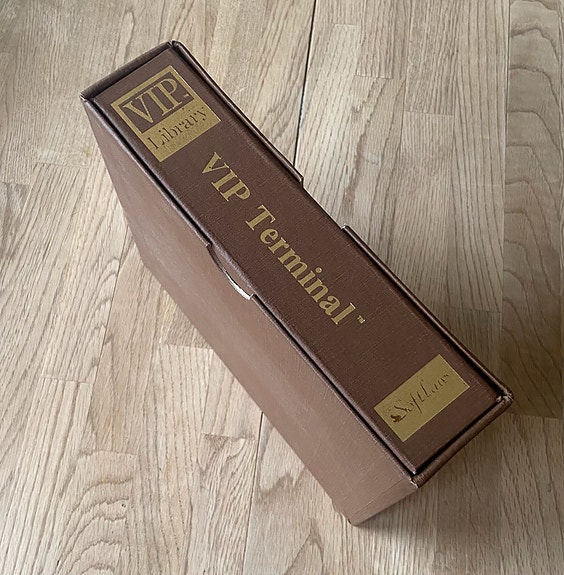 VIP
Library
VIP Terminal™
Softlaw